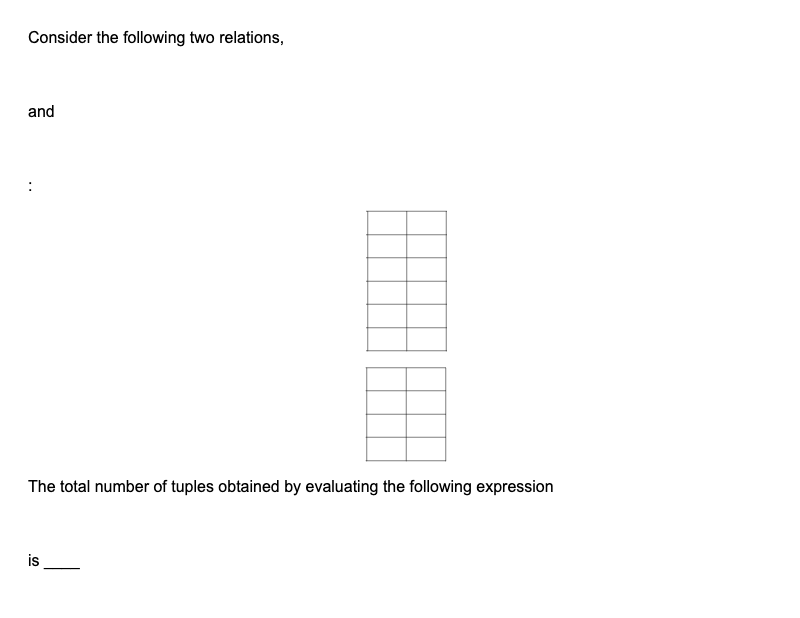 Consider the following two relations,
and
:
The total number of tuples obtained by evaluating the following expression
is ____